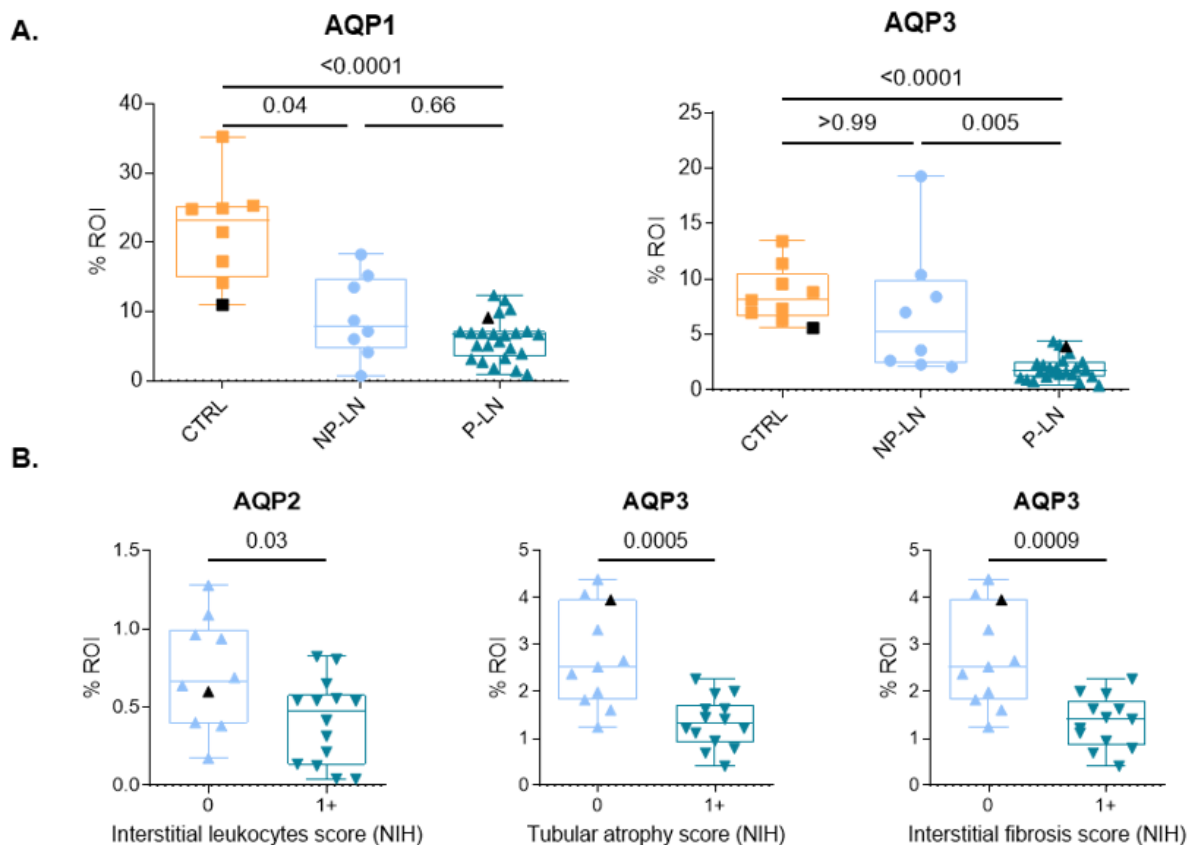 A.
AQP1
<0.0001
0.04 0.66
% ROI
40
30
20
10
0
CTRL NP-LN P-LN
AQP3
<0.0001
>0.99 0.005
% ROI
25
20
15
10
5
0
CTRL NP-LN P-LN
B.
AQP2
0.03
% ROI
1.5
1.0
0.5
0.0
0 1+
Interstitial leukocytes score (NIH)
AQP3
0.0005
% ROI
5
4
3
2
1
0
0 1+
Tubular atrophy score (NIH)
AQP3
0.0009
% ROI
5
4
3
2
1
0
0 1+
Interstitial fibrosis score (NIH)